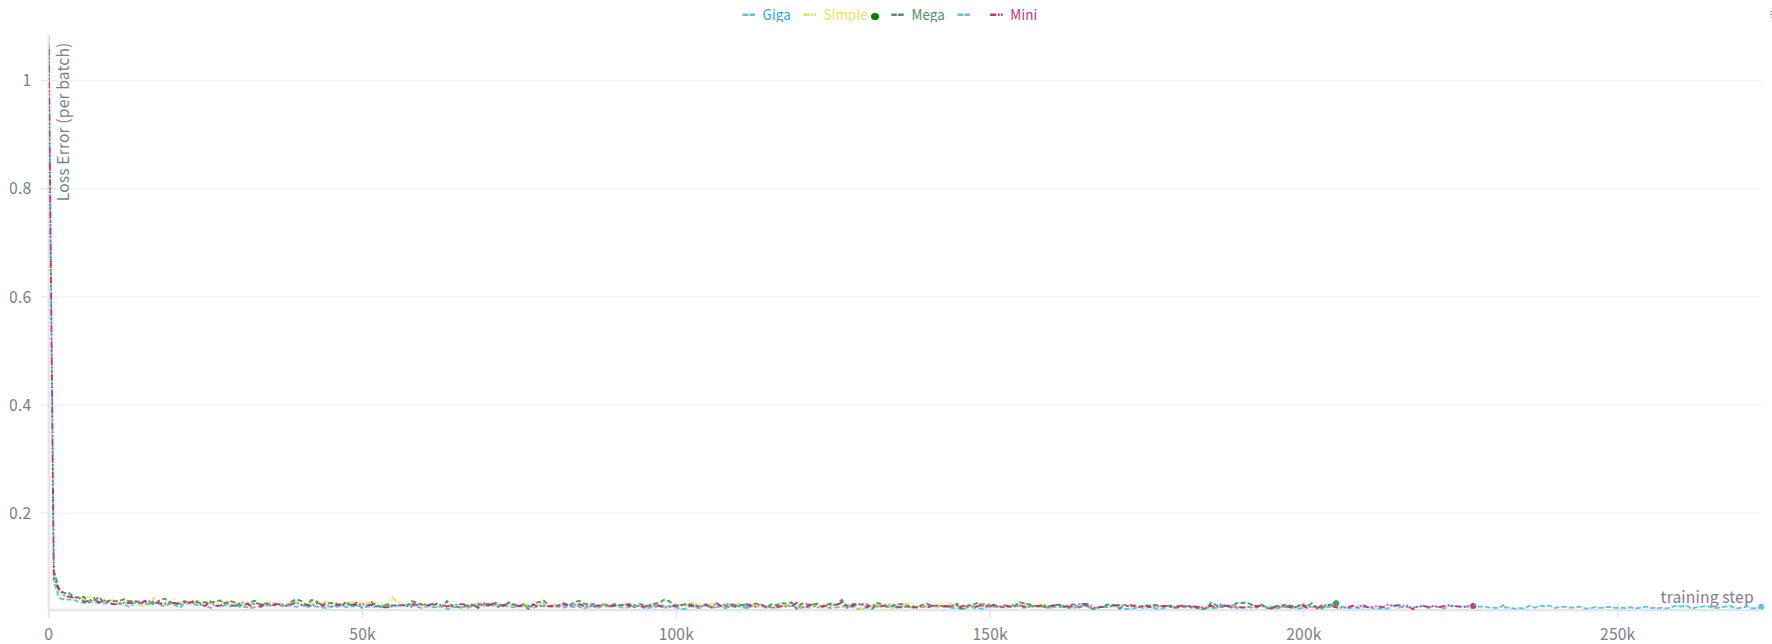 Giga Simple Mega Mini
Loss Error (per batch)
1
0.8
0.6
0.4
0.2
training step
0 50k 100k 150k 200k 250k